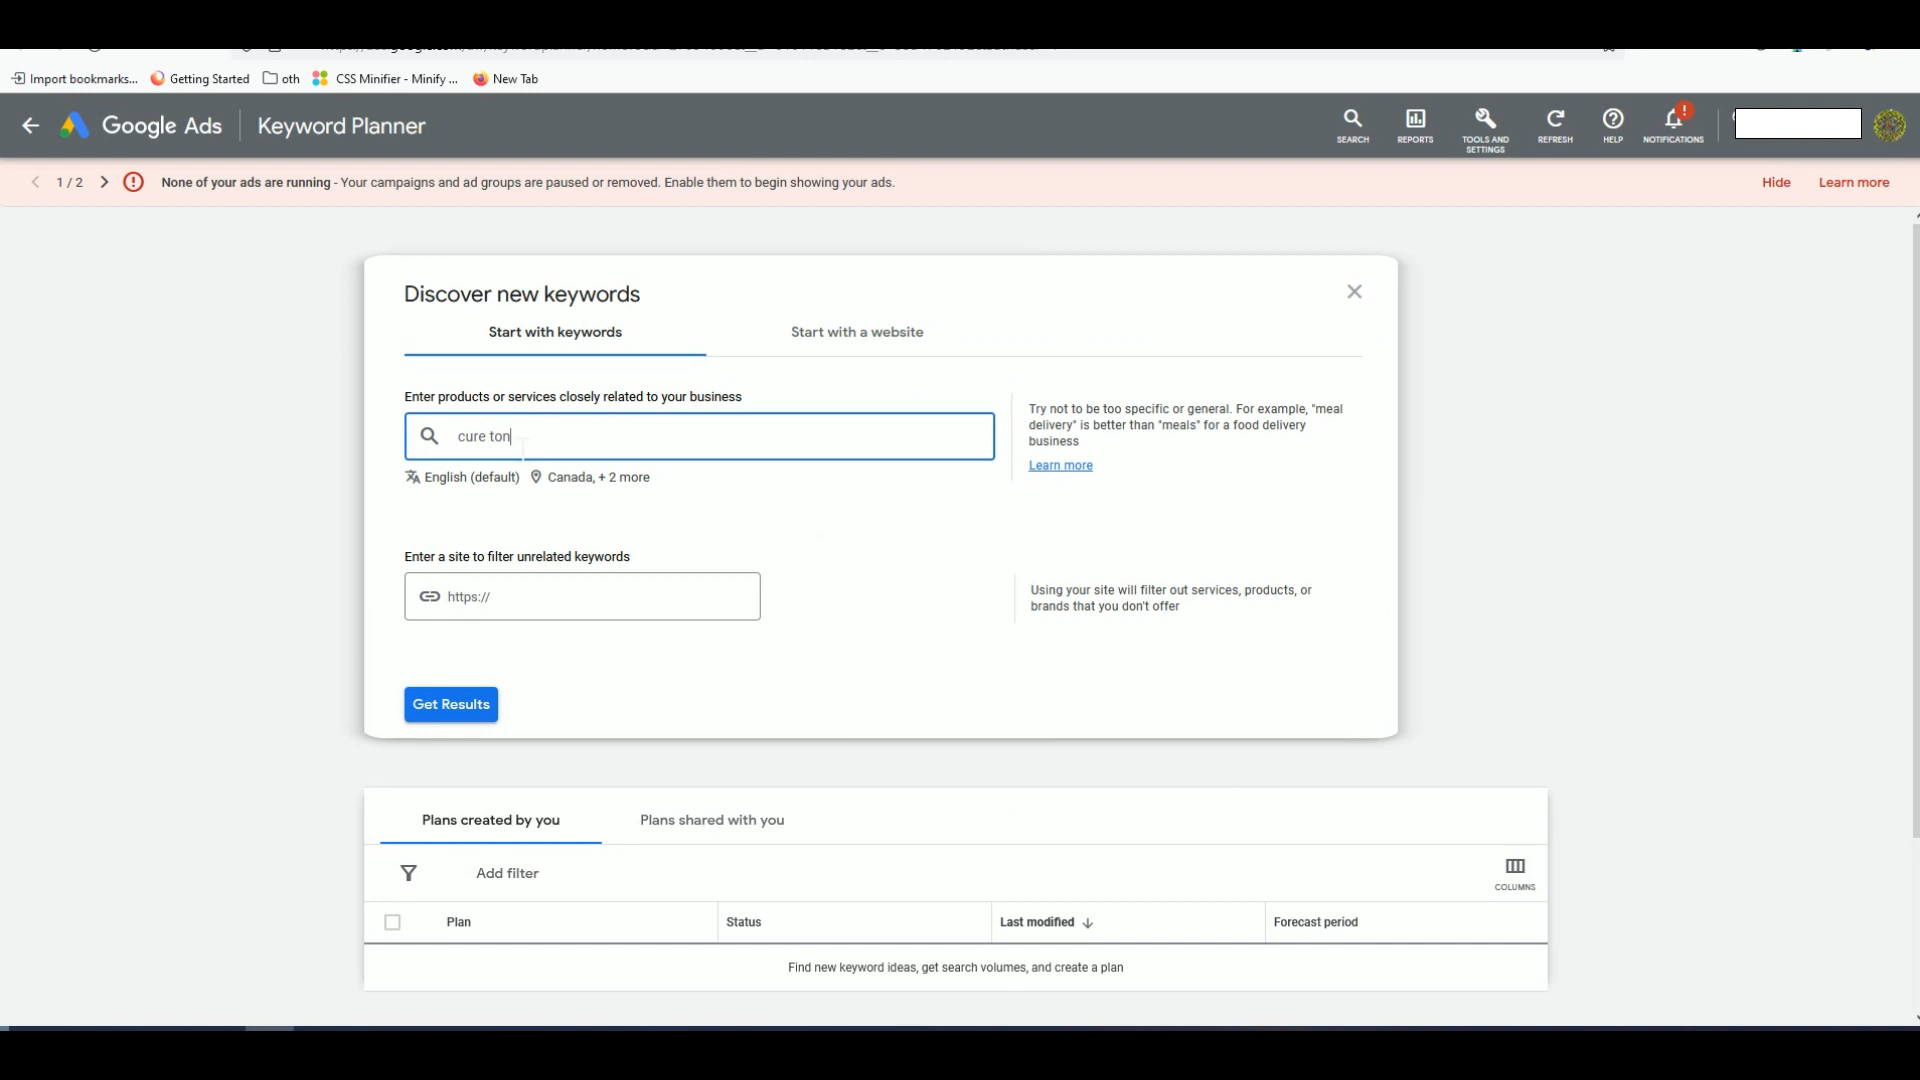 Import bookmarks... Getting Started oth CSS Minifier - Minify ... New Tab
Google Ads Keyword Planner
SEARCH REPORTS TOOLS AND SETTINGS REFRESH HELP NOTIFICATIONS
1 / 2 None of your ads are running - Your campaigns and ad groups are paused or removed. Enable them to begin showing your ads. Hide Learn more
Discover new keywords
Start with keywords Start with a website
Enter products or services closely related to your business
cure ton
English (default) Canada, + 2 more
Try not to be too specific or general. For example, "meal
delivery" is better than "meals" for a food delivery
business
Learn more
Enter a site to filter unrelated keywords
https://
Using your site will filter out services, products, or
brands that you don't offer
Get Results
Plans created by you Plans shared with you
Add filter
COLUMNS
Plan Status Last modified Forecast period
Find new keyword ideas, get search volumes, and create a plan